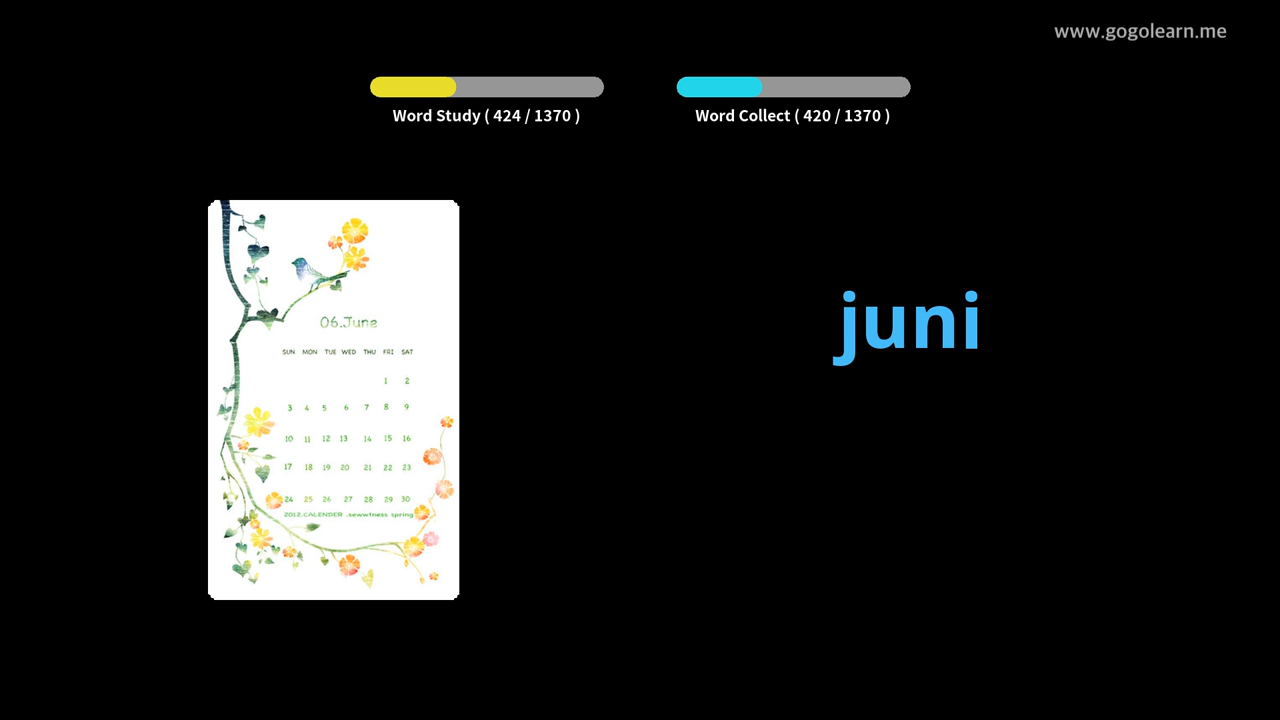 www.gogolearn.me
Word Study ( 424 / 1370 )
Word Collect ( 420 / 1370 )
juni
06.June
SUN MON TUE WED THU FRI SAT
1 2
3 4 5 6 7 8 9
10 11 12 13 14 15 16
17 18 19 20 21 22 23
24 25 26 27 28 29 30
2012.CALENDER .sewwtness spring